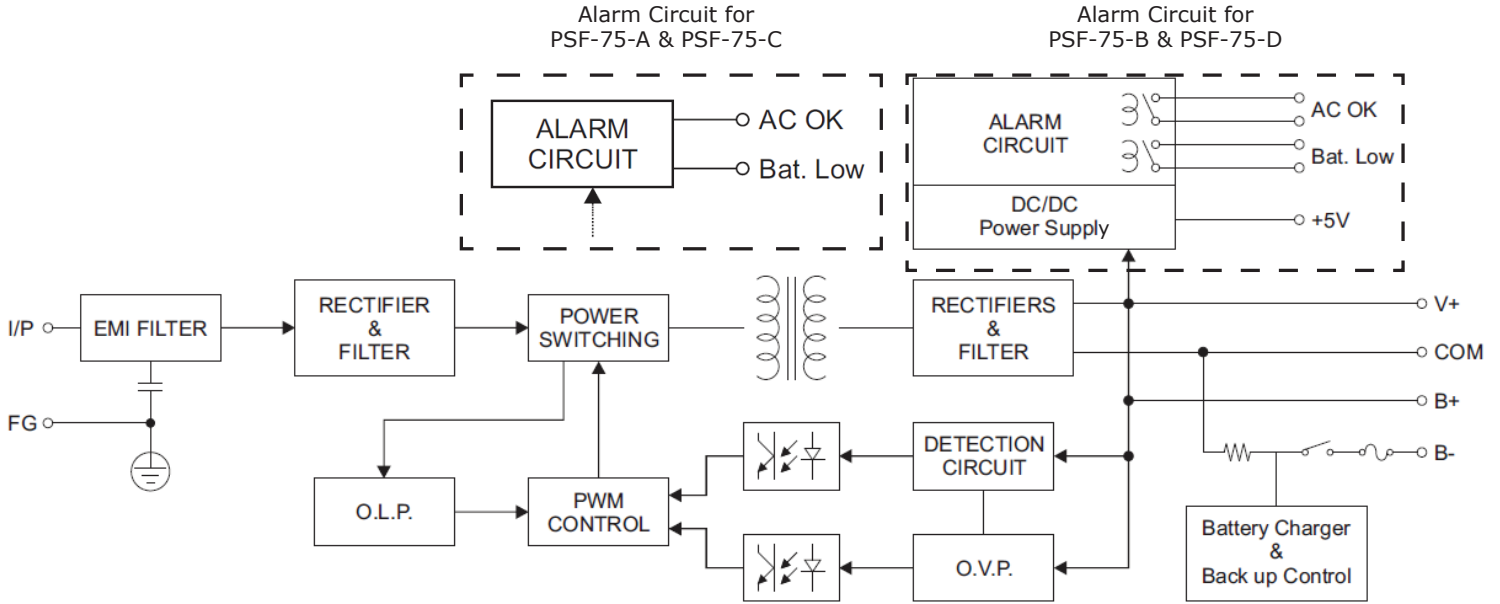 Alarm Circuit for
PSF-75-A & PSF-75-C
Alarm Circuit for
PSF-75-B & PSF-75-D
ALARM
CIRCUIT
AC OK
Bat. Low
ALARM
CIRCUIT
AC OK
Bat. Low
DC/DC
Power Supply
+5V
I/P
EMI FILTER
RECTIFIER
&
FILTER
POWER
SWITCHING
RECTIFIERS
&
FILTER
V+
COM
B+
B-
FG
O.L.P.
PWM
CONTROL
DETECTION
CIRCUIT
O.V.P.
Battery Charger
&
Back up Control